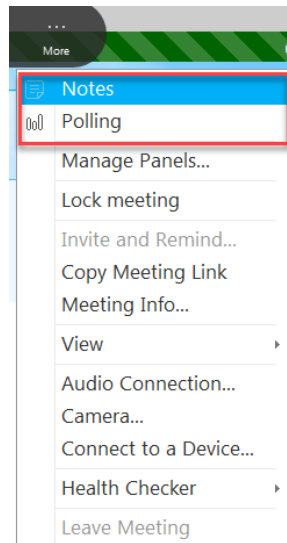 ...
More
Notes
Polling
Manage Panels...
Lock meeting
Invite and Remind...
Copy Meeting Link
Meeting Info...
View
Audio Connection...
Camera...
Connect to a Device...
Health Checker
Leave Meeting